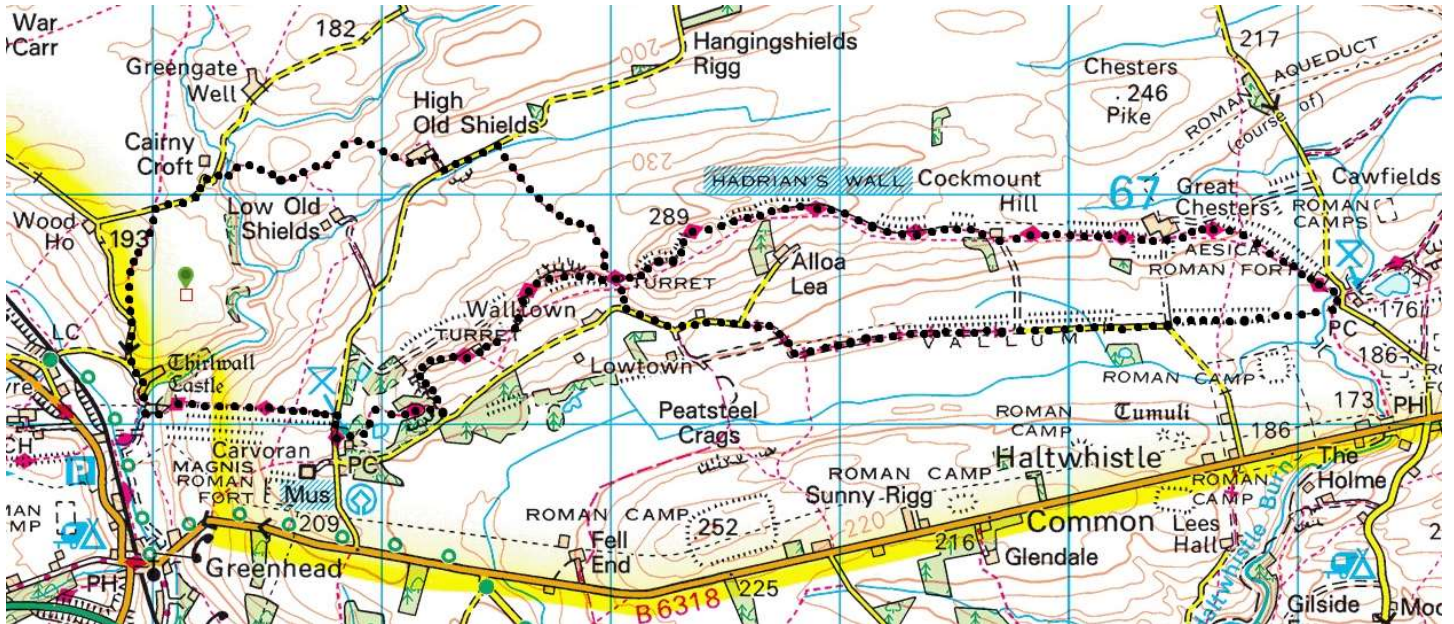 War
Carr
182
Greengate
Well
200
Hangingshields
Rigg
217
AQUEDUCT
ROMAN
(course of)
Chesters
246
Pike
High
Old Shields
Cairny
Croft
230
HADRIAN'S WALL
Cockmount
Hill
67
Great
Chesters
Cawfields
ROMAN
CAMPS
Wood
Ho
193
Low Old
Shields
289
Alloa
Lea
AESICA
ROMAN FORT
TURRET
Walltown
TURRET
176
PC
LC
Thirlwall
Castle
Lowtown
VALLUM
186
ROMAN CAMP
Peatsteel
Crags
ROMAN
CAMP
Tumuli
173
PH
Carvoran
MAGNIS
ROMAN
FORT
PC
P
Mus
186
Haltwhistle
Common
The
Holme
ROMAN CAMP
Sunny Rigg
ROMAN
CAMP
209
ROMAN CAMP
252
220
Lees
Hall
Fell
End
216
Glendale
Haltwhistle Burn
PH
Greenhead
225
B 6318
Gilside